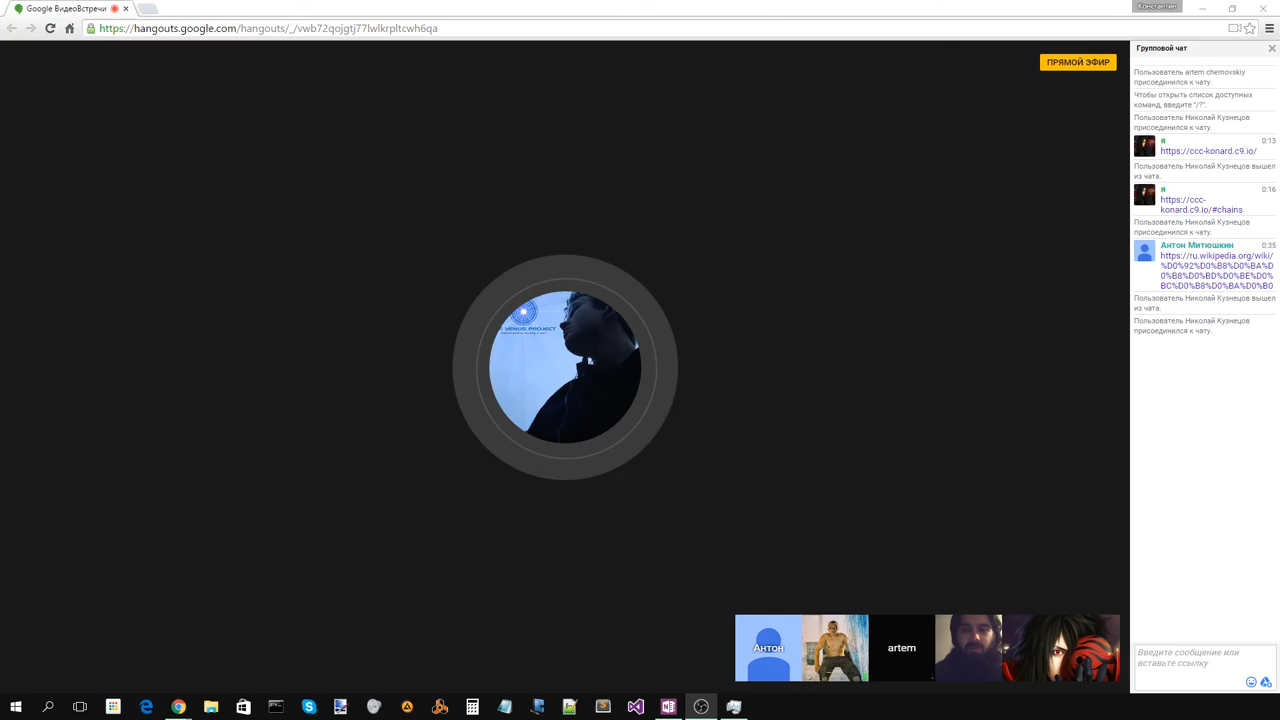 Google ВидеоВстречи
Константин
https://hangouts.google.com/hangouts/_/vwb72qojgtj77lwlkrpltcwh6qa
ПРЯМОЙ ЭФИР
Групповой чат
Пользователь artem chernovskiy
присоединился к чату.
Чтобы открыть список доступных
команд, введите "/?".
Пользователь Николай Кузнецов
присоединился к чату.
я 0:13
https://ccc-konard.c9.io/
Пользователь Николай Кузнецов вышел
из чата.
я 0:16
https://ccc-
konard.c9.io/#chains
Пользователь Николай Кузнецов
присоединился к чату.
Антон Митюшкин 0:35
https://ru.wikipedia.org/wiki/
%D0%92%D0%B8%D0%BA%D
0%B8%D0%BD%D0%BE%D0%
BC%D0%B8%D0%BA%D0%B0
Пользователь Николай Кузнецов вышел
из чата.
Пользователь Николай Кузнецов
присоединился к чату.
VENUS PROJECT
Антон
artem
Введите сообщение или
вставьте ссылку